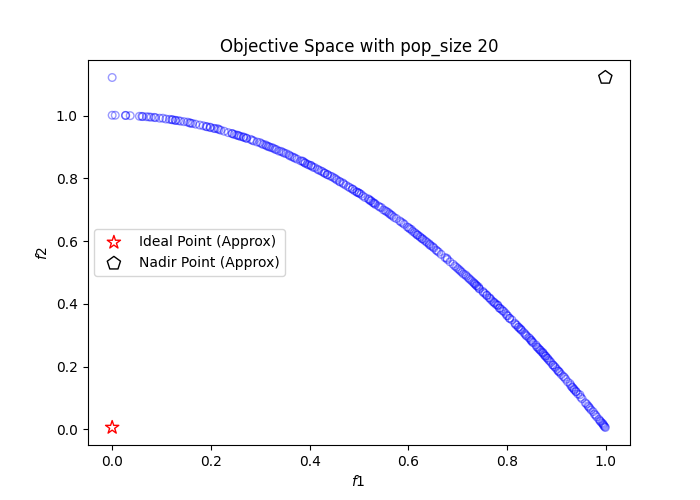 Objective Space with pop_size 20
f2
1.0
0.8
0.6
0.4
0.2
0.0
Ideal Point (Approx)
Nadir Point (Approx)
0.0 0.2 0.4 0.6 0.8 1.0
f1